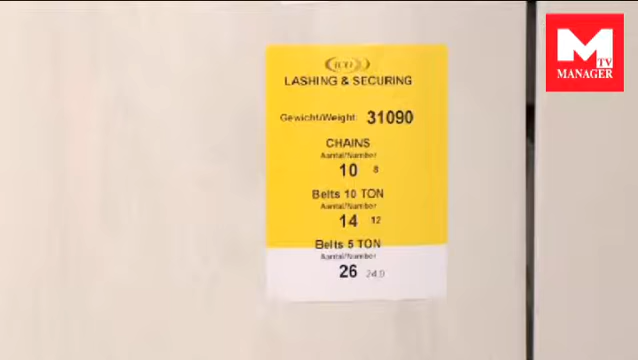 ICO
LASHING & SECURING
Gewicht/Weight: 31090
CHAINS
Aantal/Number
10 8
Belts 10 TON
Aantal/Number
14 12
Belts 5 TON
Aantal/Number
26 24.0
M
TV
MANAGER